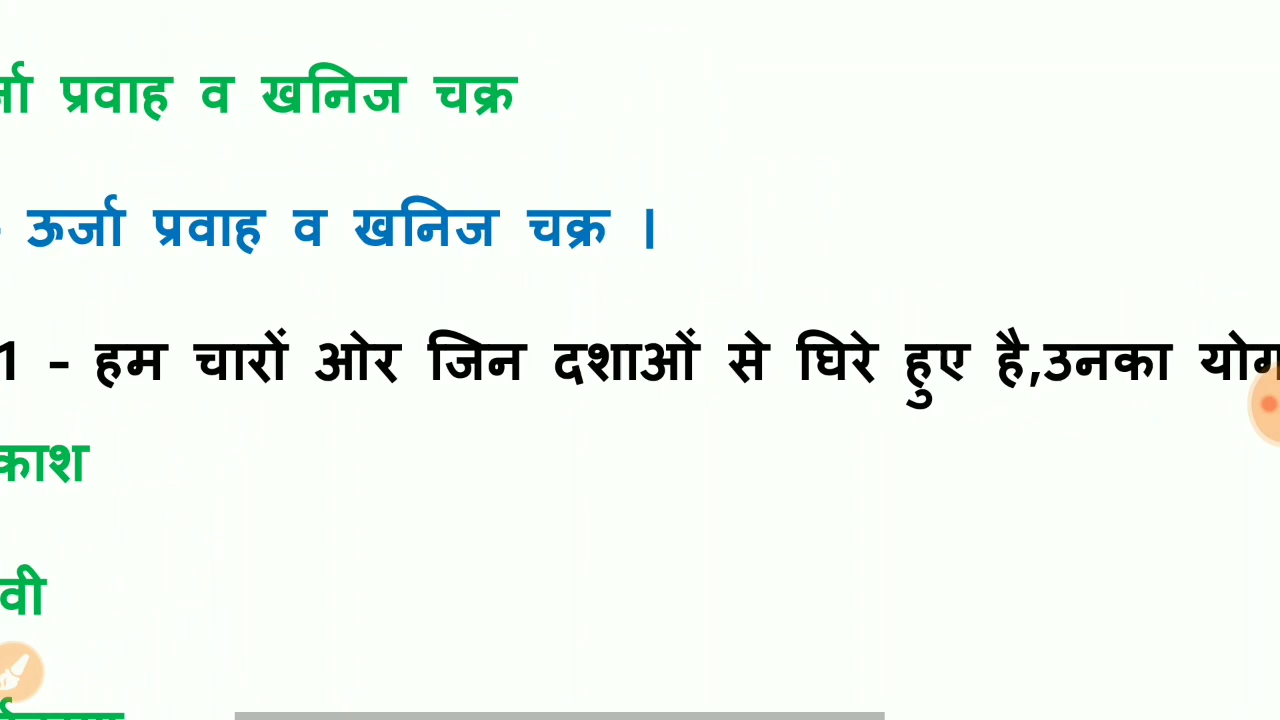 प्रवाह व खनिज चक्र
ऊर्जा प्रवाह व खनिज चक्र ।
1 - हम चारों ओर जिन दशाओं से घिरे हुए है,उनका